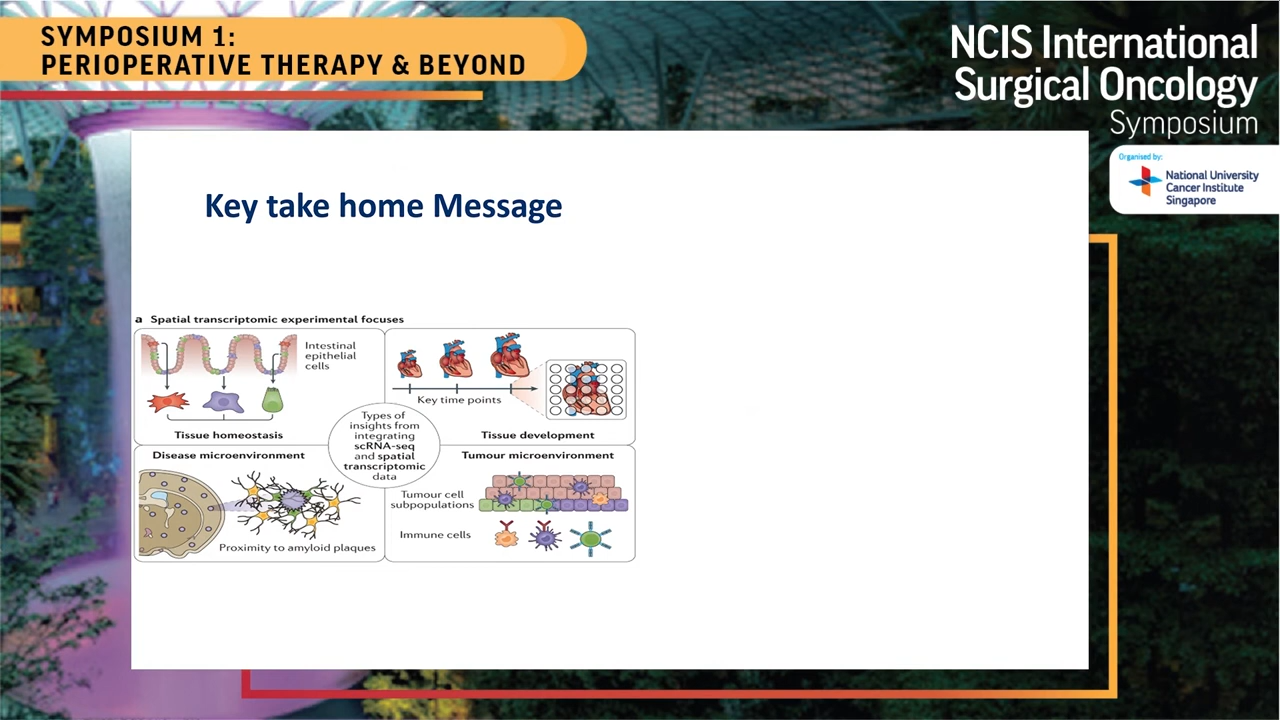 SYMPOSIUM 1:
PERIOPERATIVE THERAPY & BEYOND
NCIS International
Surgical Oncology
Symposium
Organised by:
National University
Cancer Institute
Singapore
Key take home Message
a Spatial transcriptomic experimental focuses
Intestinal
epithelial
cells
Tissue homeostasis
Key time points
Tissue development
Types of
insights from
integrating
scRNA-seq
and spatial
transcriptomic
data
Disease microenvironment
Proximity to amyloid plaques
Tumour microenvironment
Tumour cell
subpopulations
Immune cells